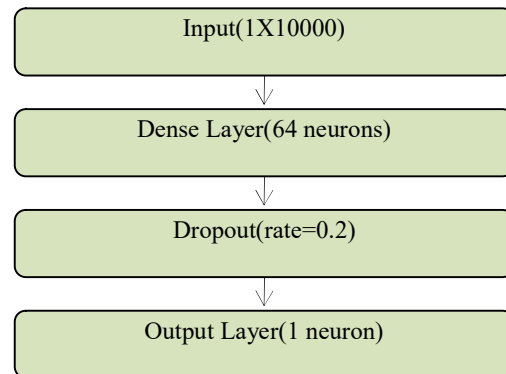 Input(1X10000)
Dense Layer(64 neurons)
Dropout(rate=0.2)
Output Layer(1 neuron)